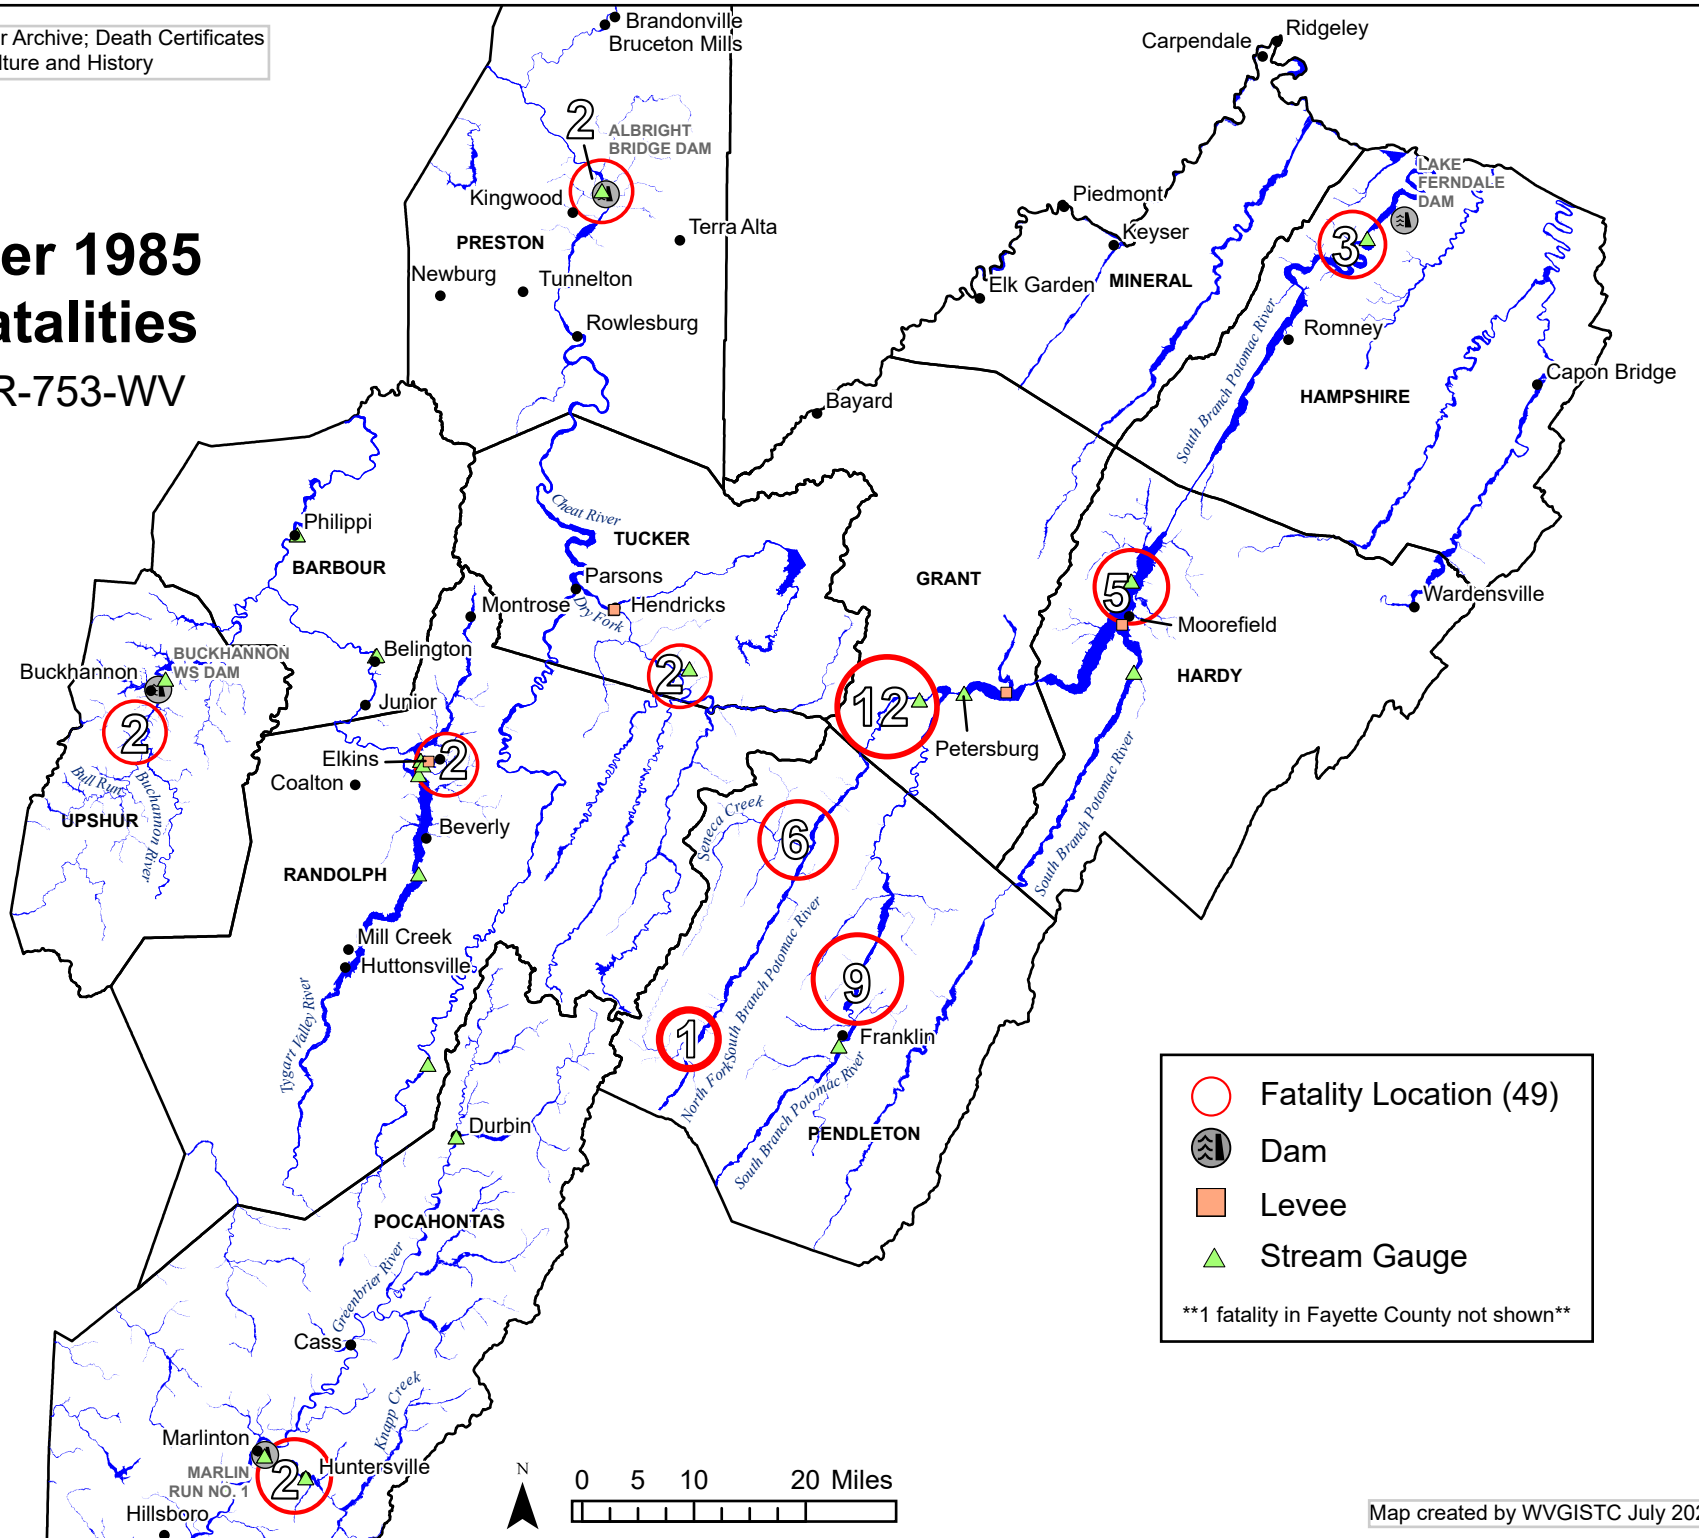 r Archive; Death Certificates
lture and History
er 1985
atalities
R-753-WV
Brandonville
Bruceton Mills
2
ALBRIGHT
BRIDGE DAM
Kingwood
PRESTON
Terra Alta
Newburg
Tunnelton
Rowlesburg
Ridgeley
Carpendale
Piedmont
Keyser
Elk Garden
MINERAL
LAKE
FERNDALE
DAM
3
Romney
South Branch Potomac River
HAMPSHIRE
Capon Bridge
Bayard
Philippi
BARBOUR
Cheat River
TUCKER
Parsons
Dry Fork
Hendricks
Montrose
GRANT
5
Moorefield
HARDY
Wardensville
Belington
Junior
BUCKHANNON
WS DAM
Buckhannon
2
Bull Run
Buckhannon River
UPSHUR
2
12
Petersburg
South Branch Potomac River
Elkins
2
Coalton
Beverly
RANDOLPH
Mill Creek
Huttonsville
Tygart Valley River
Seneca Creek
6
9
1
North Fork South Branch Potomac River
Franklin
South Branch Potomac River
PENDLETON
Durbin
POCAHONTAS
Greenbrier River
Cass
Knapp Creek
Marlinton
MARLIN
RUN NO. 1
2
Huntersville
Hillsboro
N
0 5 10 20 Miles
Fatality Location (49)
Dam
Levee
Stream Gauge
**1 fatality in Fayette County not shown**
Map created by WVGISTC July 202